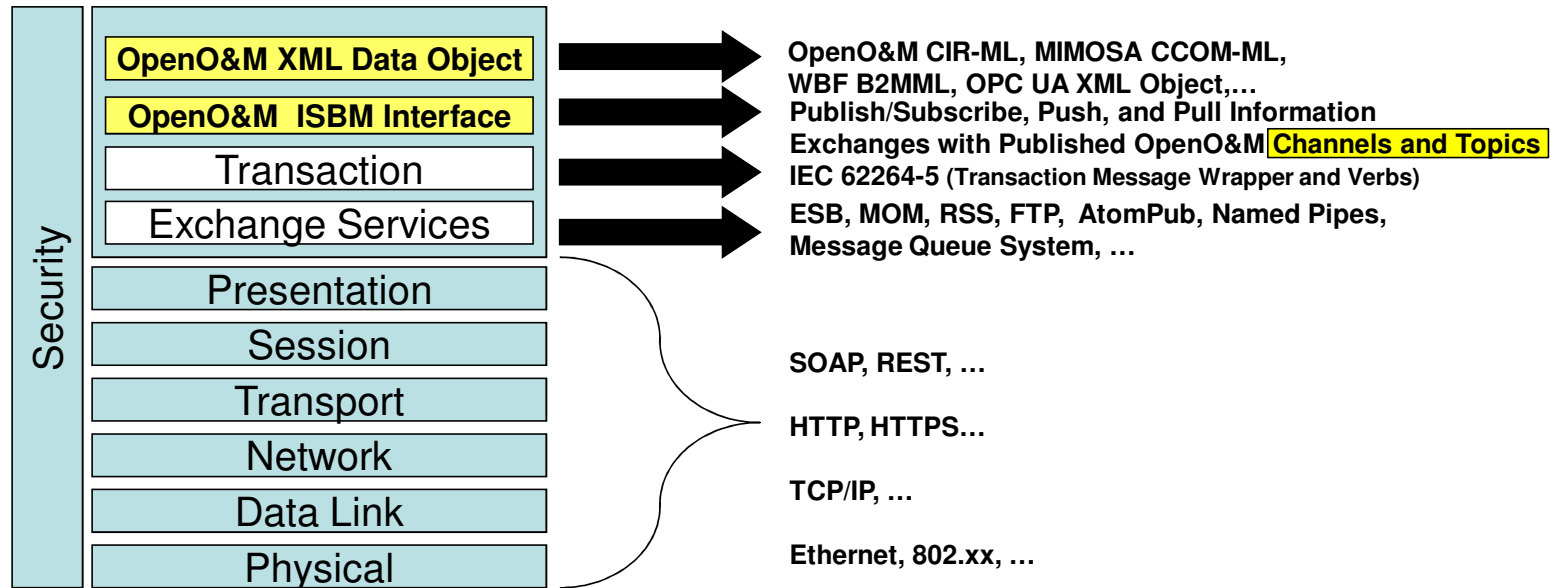 Security
OpenO&M XML Data Object
OpenO&M ISBM Interface
Transaction
Exchange Services
Presentation
Session
Transport
Network
Data Link
Physical
OpenO&M CIR-ML, MIMOSA CCOM-ML,
WBF B2MML, OPC UA XML Object,…
Publish/Subscribe, Push, and Pull Information
Exchanges with Published OpenO&M Channels and Topics
IEC 62264-5 (Transaction Message Wrapper and Verbs)
ESB, MOM, RSS, FTP, AtomPub, Named Pipes,
Message Queue System, …
SOAP, REST, …
HTTP, HTTPS…
TCP/IP, …
Ethernet, 802.xx, …